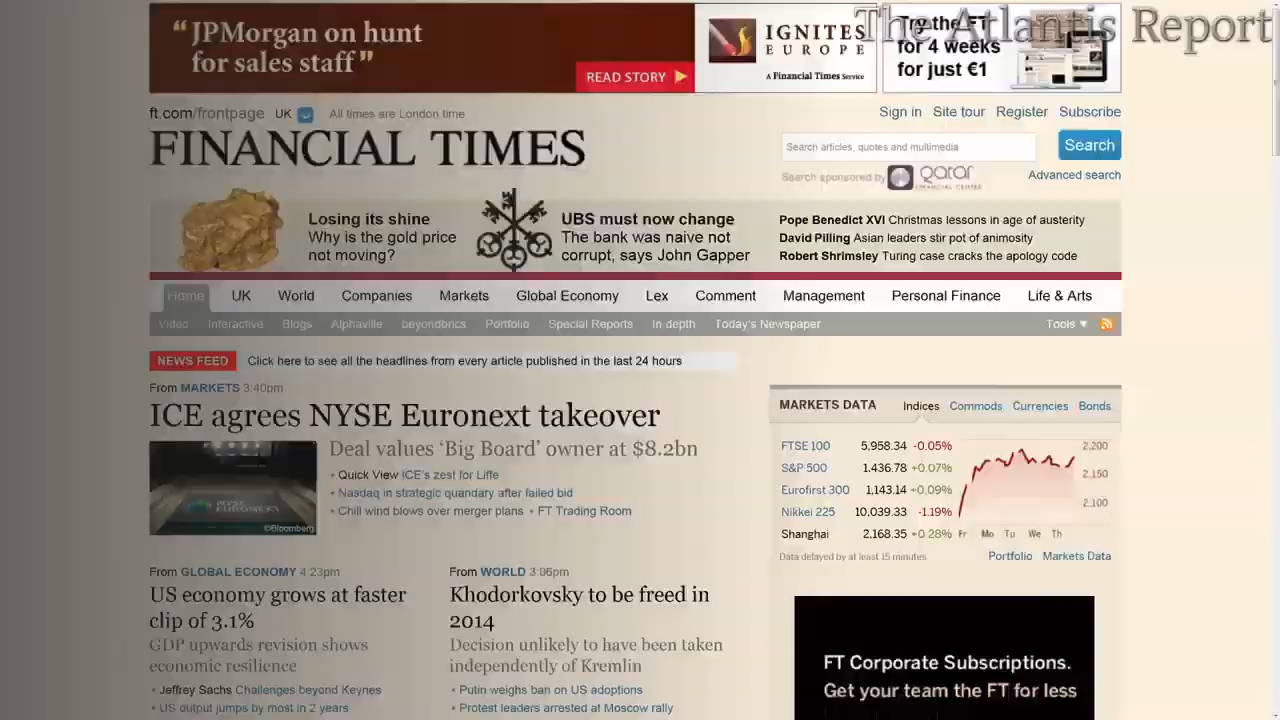 The Atlantis Report
“JPMorgan on hunt
for sales staff”
READ STORY
IGNITES
EUROPE
A Financial Times Service
Try the FT
for 4 weeks
for just €1
ft.com/frontpage UK All times are London time
Sign in Site tour Register Subscribe
FINANCIAL TIMES
Search articles, quotes and multimedia
Search
Search sponsored by
Qatar
FINANCIAL CENTRE
Advanced search
Losing its shine
Why is the gold price
not moving?
UBS must now change
The bank was naive not
corrupt, says John Gapper
Pope Benedict XVI Christmas lessons in age of austerity
David Pilling Asian leaders stir pot of animosity
Robert Shrimsley Turing case cracks the apology code
Home UK World Companies Markets Global Economy Lex Comment Management Personal Finance Life & Arts
Video Interactive Blogs Alphaville beyondbrics Portfolio Special Reports In depth Today's Newspaper Tools
NEWS FEED Click here to see all the headlines from every article published in the last 24 hours
From MARKETS 3:40pm
ICE agrees NYSE Euronext takeover
©Bloomberg
Deal values ‘Big Board’ owner at $8.2bn
• Quick View ICE's zest for Liffe
• Nasdaq in strategic quandary after failed bid
• Chill wind blows over merger plans • FT Trading Room
From GLOBAL ECONOMY 4:23pm
US economy grows at faster
clip of 3.1%
GDP upwards revision shows
economic resilience
• Jeffrey Sachs Challenges beyond Keynes
• US output jumps by most in 2 years
From WORLD 3:06pm
Khodorkovsky to be freed in
2014
Decision unlikely to have been taken
independently of Kremlin
• Putin weighs ban on US adoptions
• Protest leaders arrested at Moscow rally
MARKETS DATA Indices Commods Currencies Bonds
FTSE 100 5,958.34 -0.05%
S&P 500 1,436.78 +0.07%
Eurofirst 300 1,143.14 +0.09%
Nikkei 225 10,039.33 -1.19%
Shanghai 2,168.35 +0.28%
2,200
2,150
2,100
Fr Mo Tu We Th
Data delayed by at least 15 minutes
Portfolio Markets Data
FT Corporate Subscriptions.
Get your team the FT for less